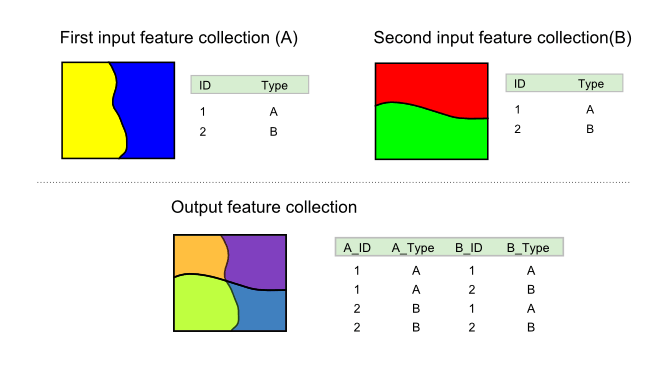 First input feature collection (A)
Second input feature collection(B)
ID Type
1 A
2 B
ID Type
1 A
2 B
Output feature collection
A_ID A_Type B_ID B_Type
1 A 1 A
1 A 2 B
2 B 1 A
2 B 2 B